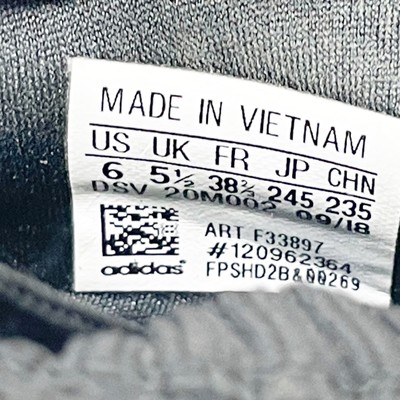 MADE IN VIETNAM
US UK FR JP CHN
6 5½ 38⅔ 245 235
DSV 20M002 09/18
ART F33897
#120962364
adidas FPSHD2B&00269